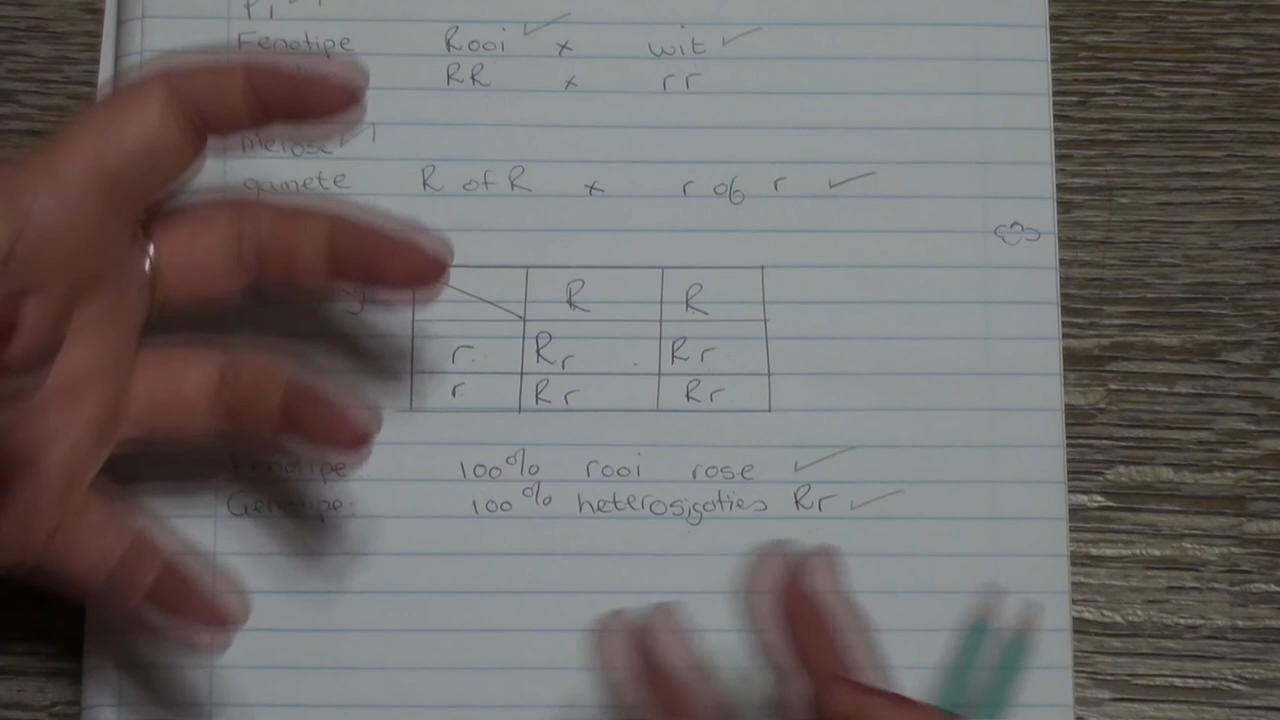 P1
Fenotipe Rooi x wit
RR x rr
meiose
gamete R of R x r of r
R R
r Rr Rr
r Rr Rr
100% rooi rose
Genotipe: 100% heterosigoties Rr